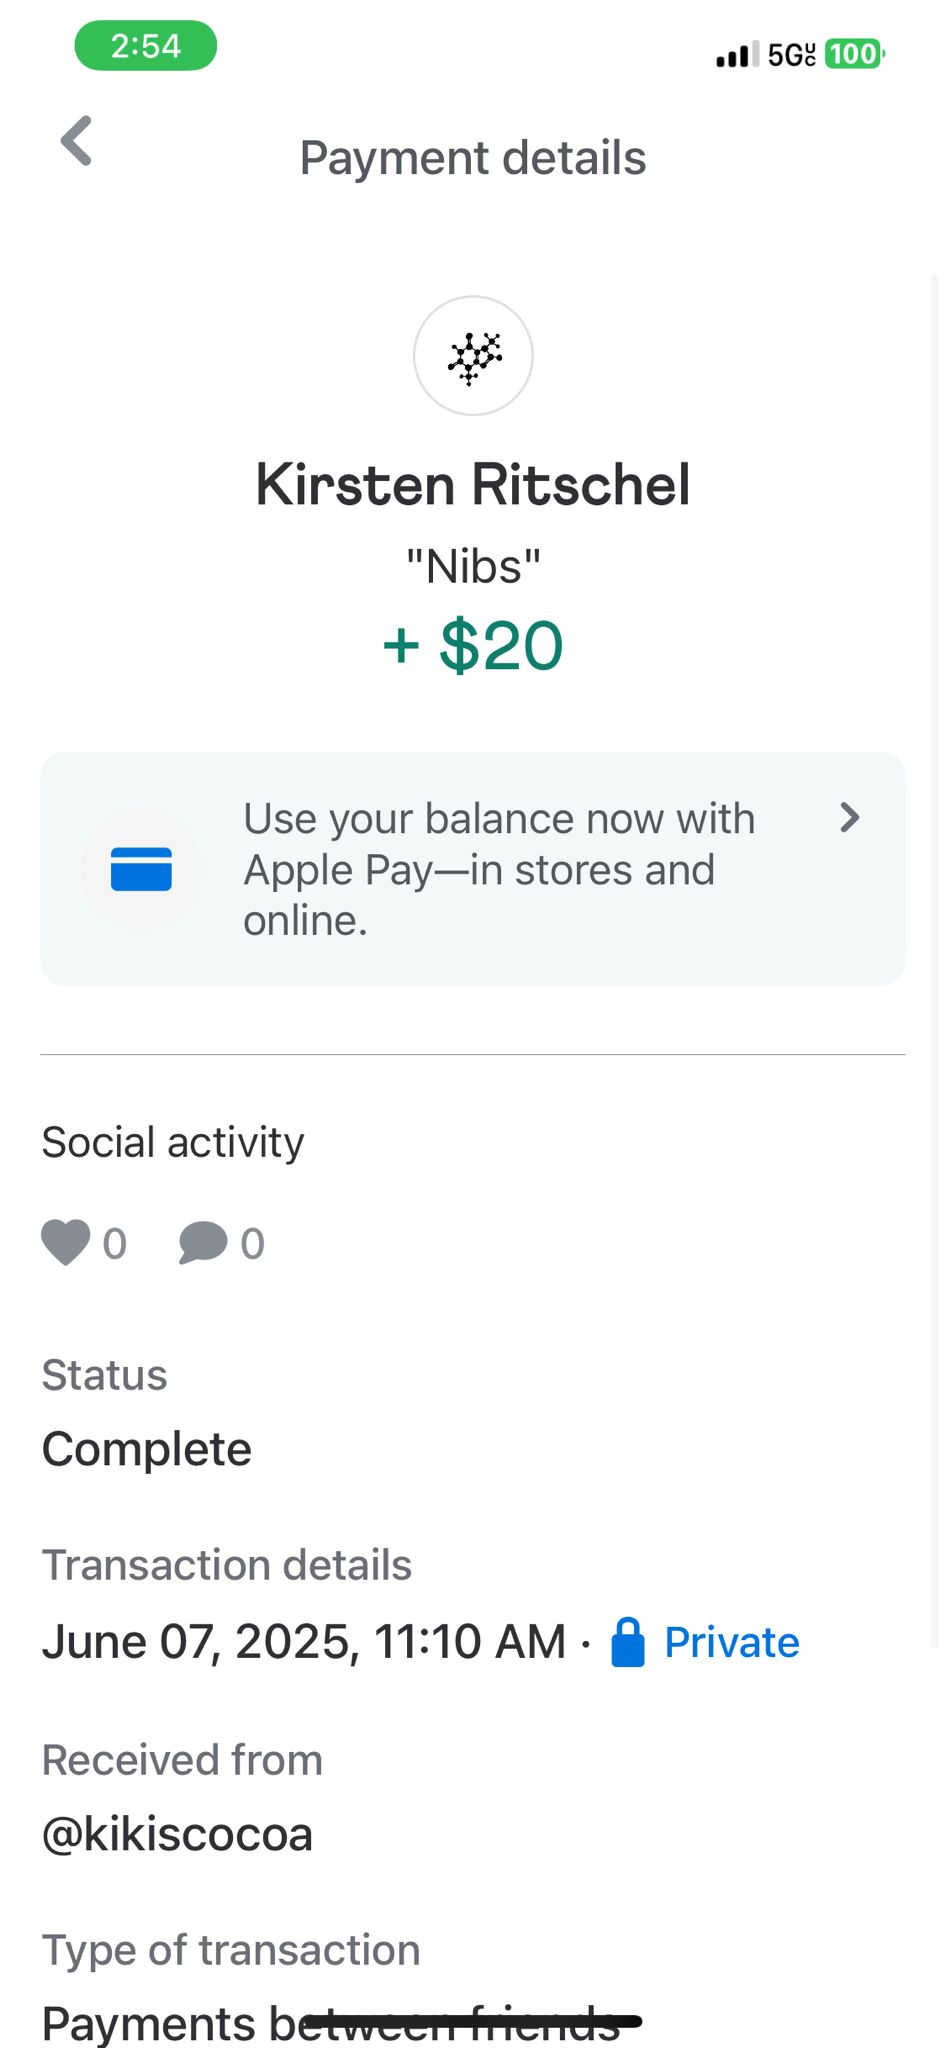 2:54
5G UC 100
Payment details
Kirsten Ritschel
"Nibs"
+ $20
Use your balance now with
Apple Pay—in stores and
online.
Social activity
0 0
Status
Complete
Transaction details
June 07, 2025, 11:10 AM · Private
Received from
@kikiscocoa
Type of transaction
Payments between friends